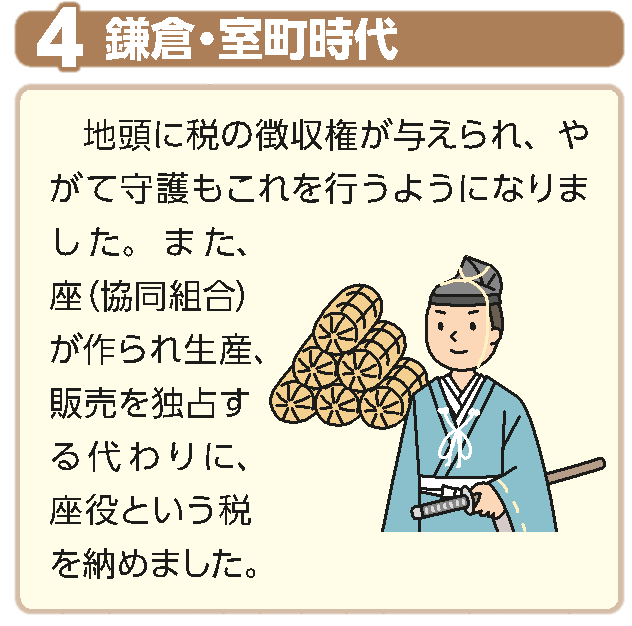 4 鎌倉・室町時代
地頭に税の徴収権が与えられ、や
がて守護もこれを行うようになりま
した。また、
座（協同組合）
が作られ生産、
販売を独占す
る代わりに、
座役という税
を納めました。